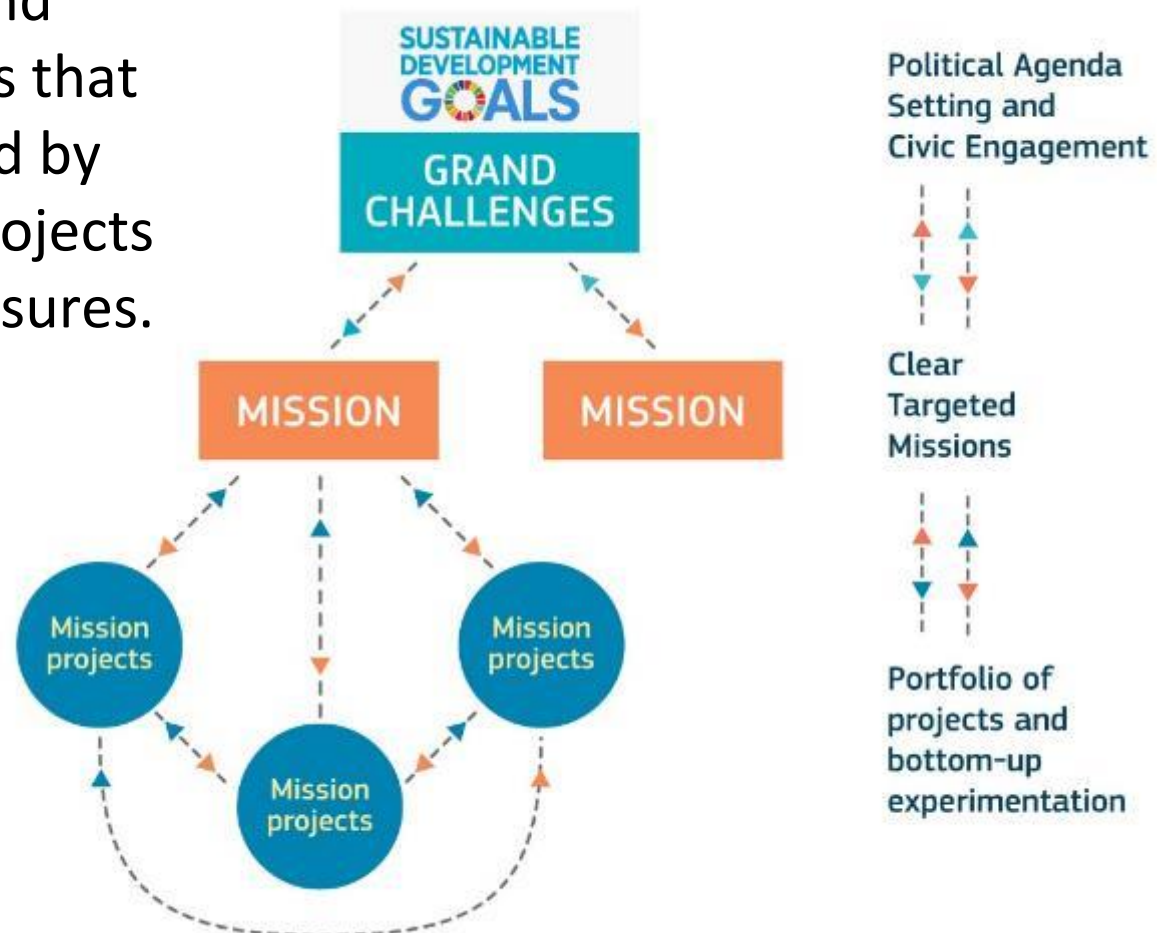 s that
d by
ojects
sures.
SUSTAINABLE
DEVELOPMENT
GOALS
GRAND
CHALLENGES
MISSION
MISSION
Mission
projects
Mission
projects
Mission
projects
Political Agenda
Setting and
Civic Engagement
Clear
Targeted
Missions
Portfolio of
projects and
bottom-up
experimentation